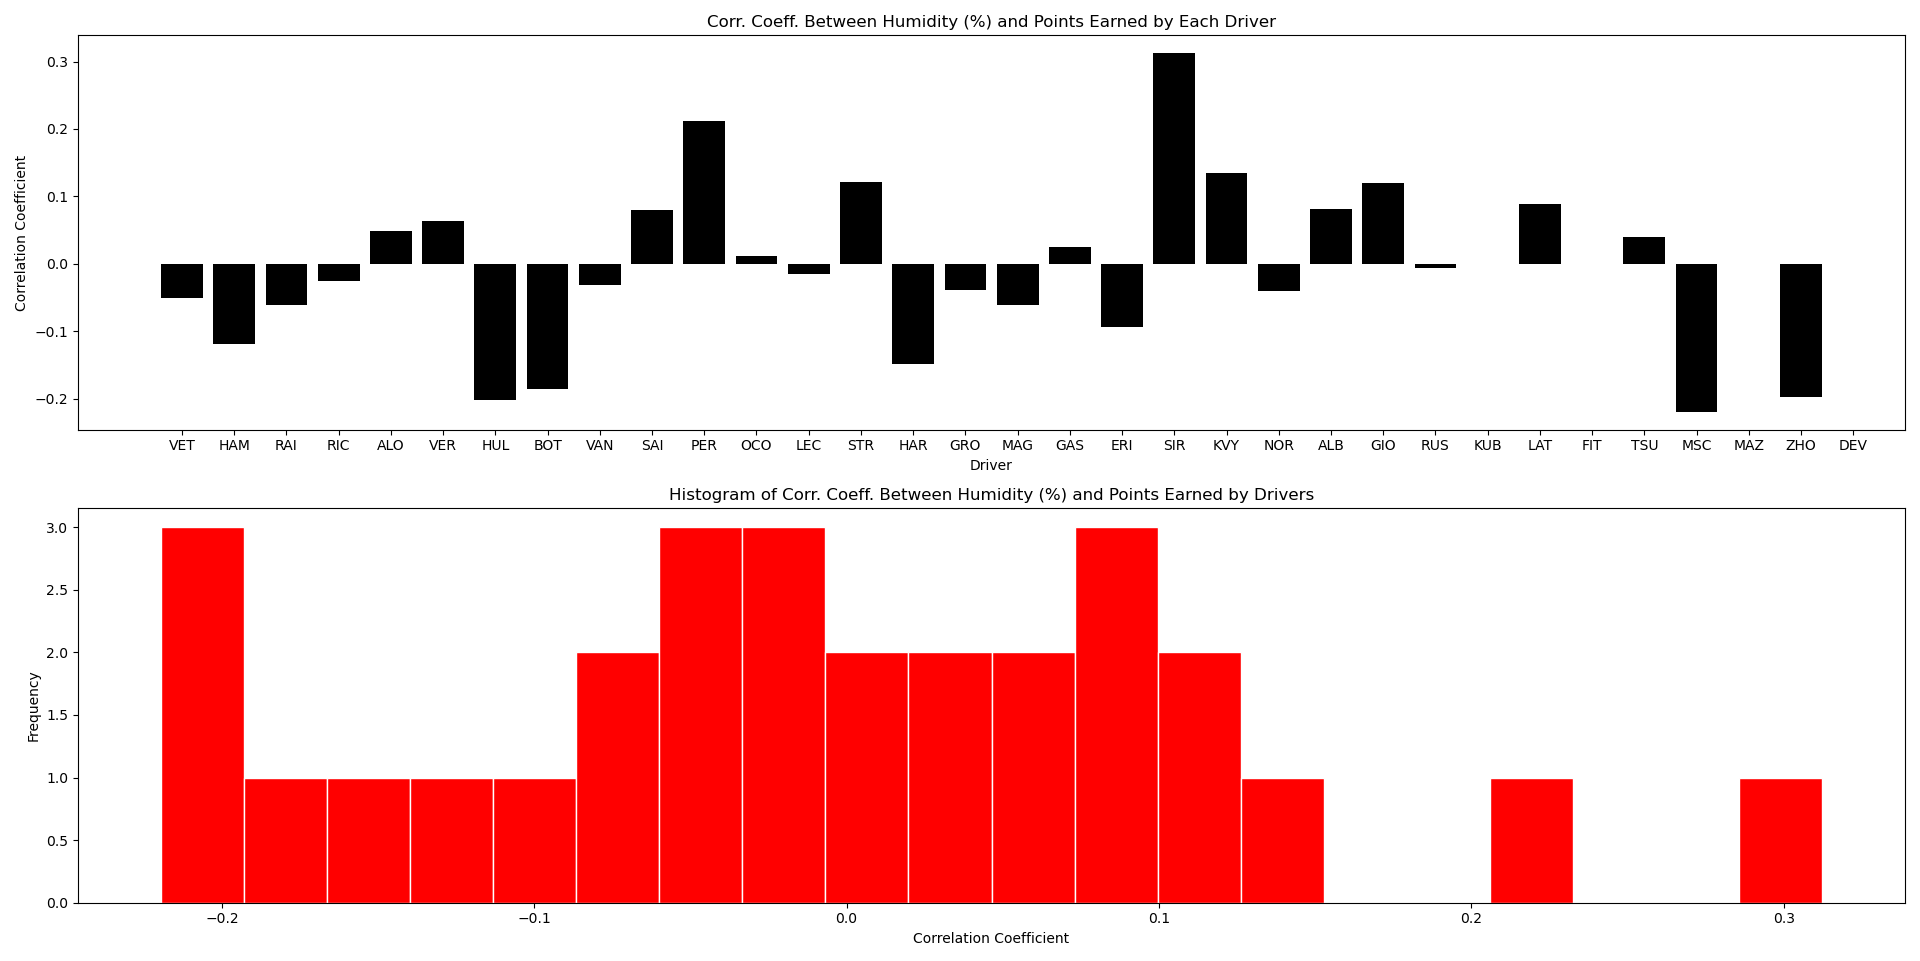 Corr. Coeff. Between Humidity (%) and Points Earned by Each Driver
Correlation Coefficient
0.3
0.2
0.1
0.0
−0.1
−0.2
VET HAM RAI RIC ALO VER HUL BOT VAN SAI PER OCO LEC STR HAR GRO MAG GAS ERI SIR KVY NOR ALB GIO RUS KUB LAT FIT TSU MSC MAZ ZHO DEV
Driver
Histogram of Corr. Coeff. Between Humidity (%) and Points Earned by Drivers
Frequency
3.0
2.5
2.0
1.5
1.0
0.5
0.0
−0.2 −0.1 0.0 0.1 0.2 0.3
Correlation Coefficient